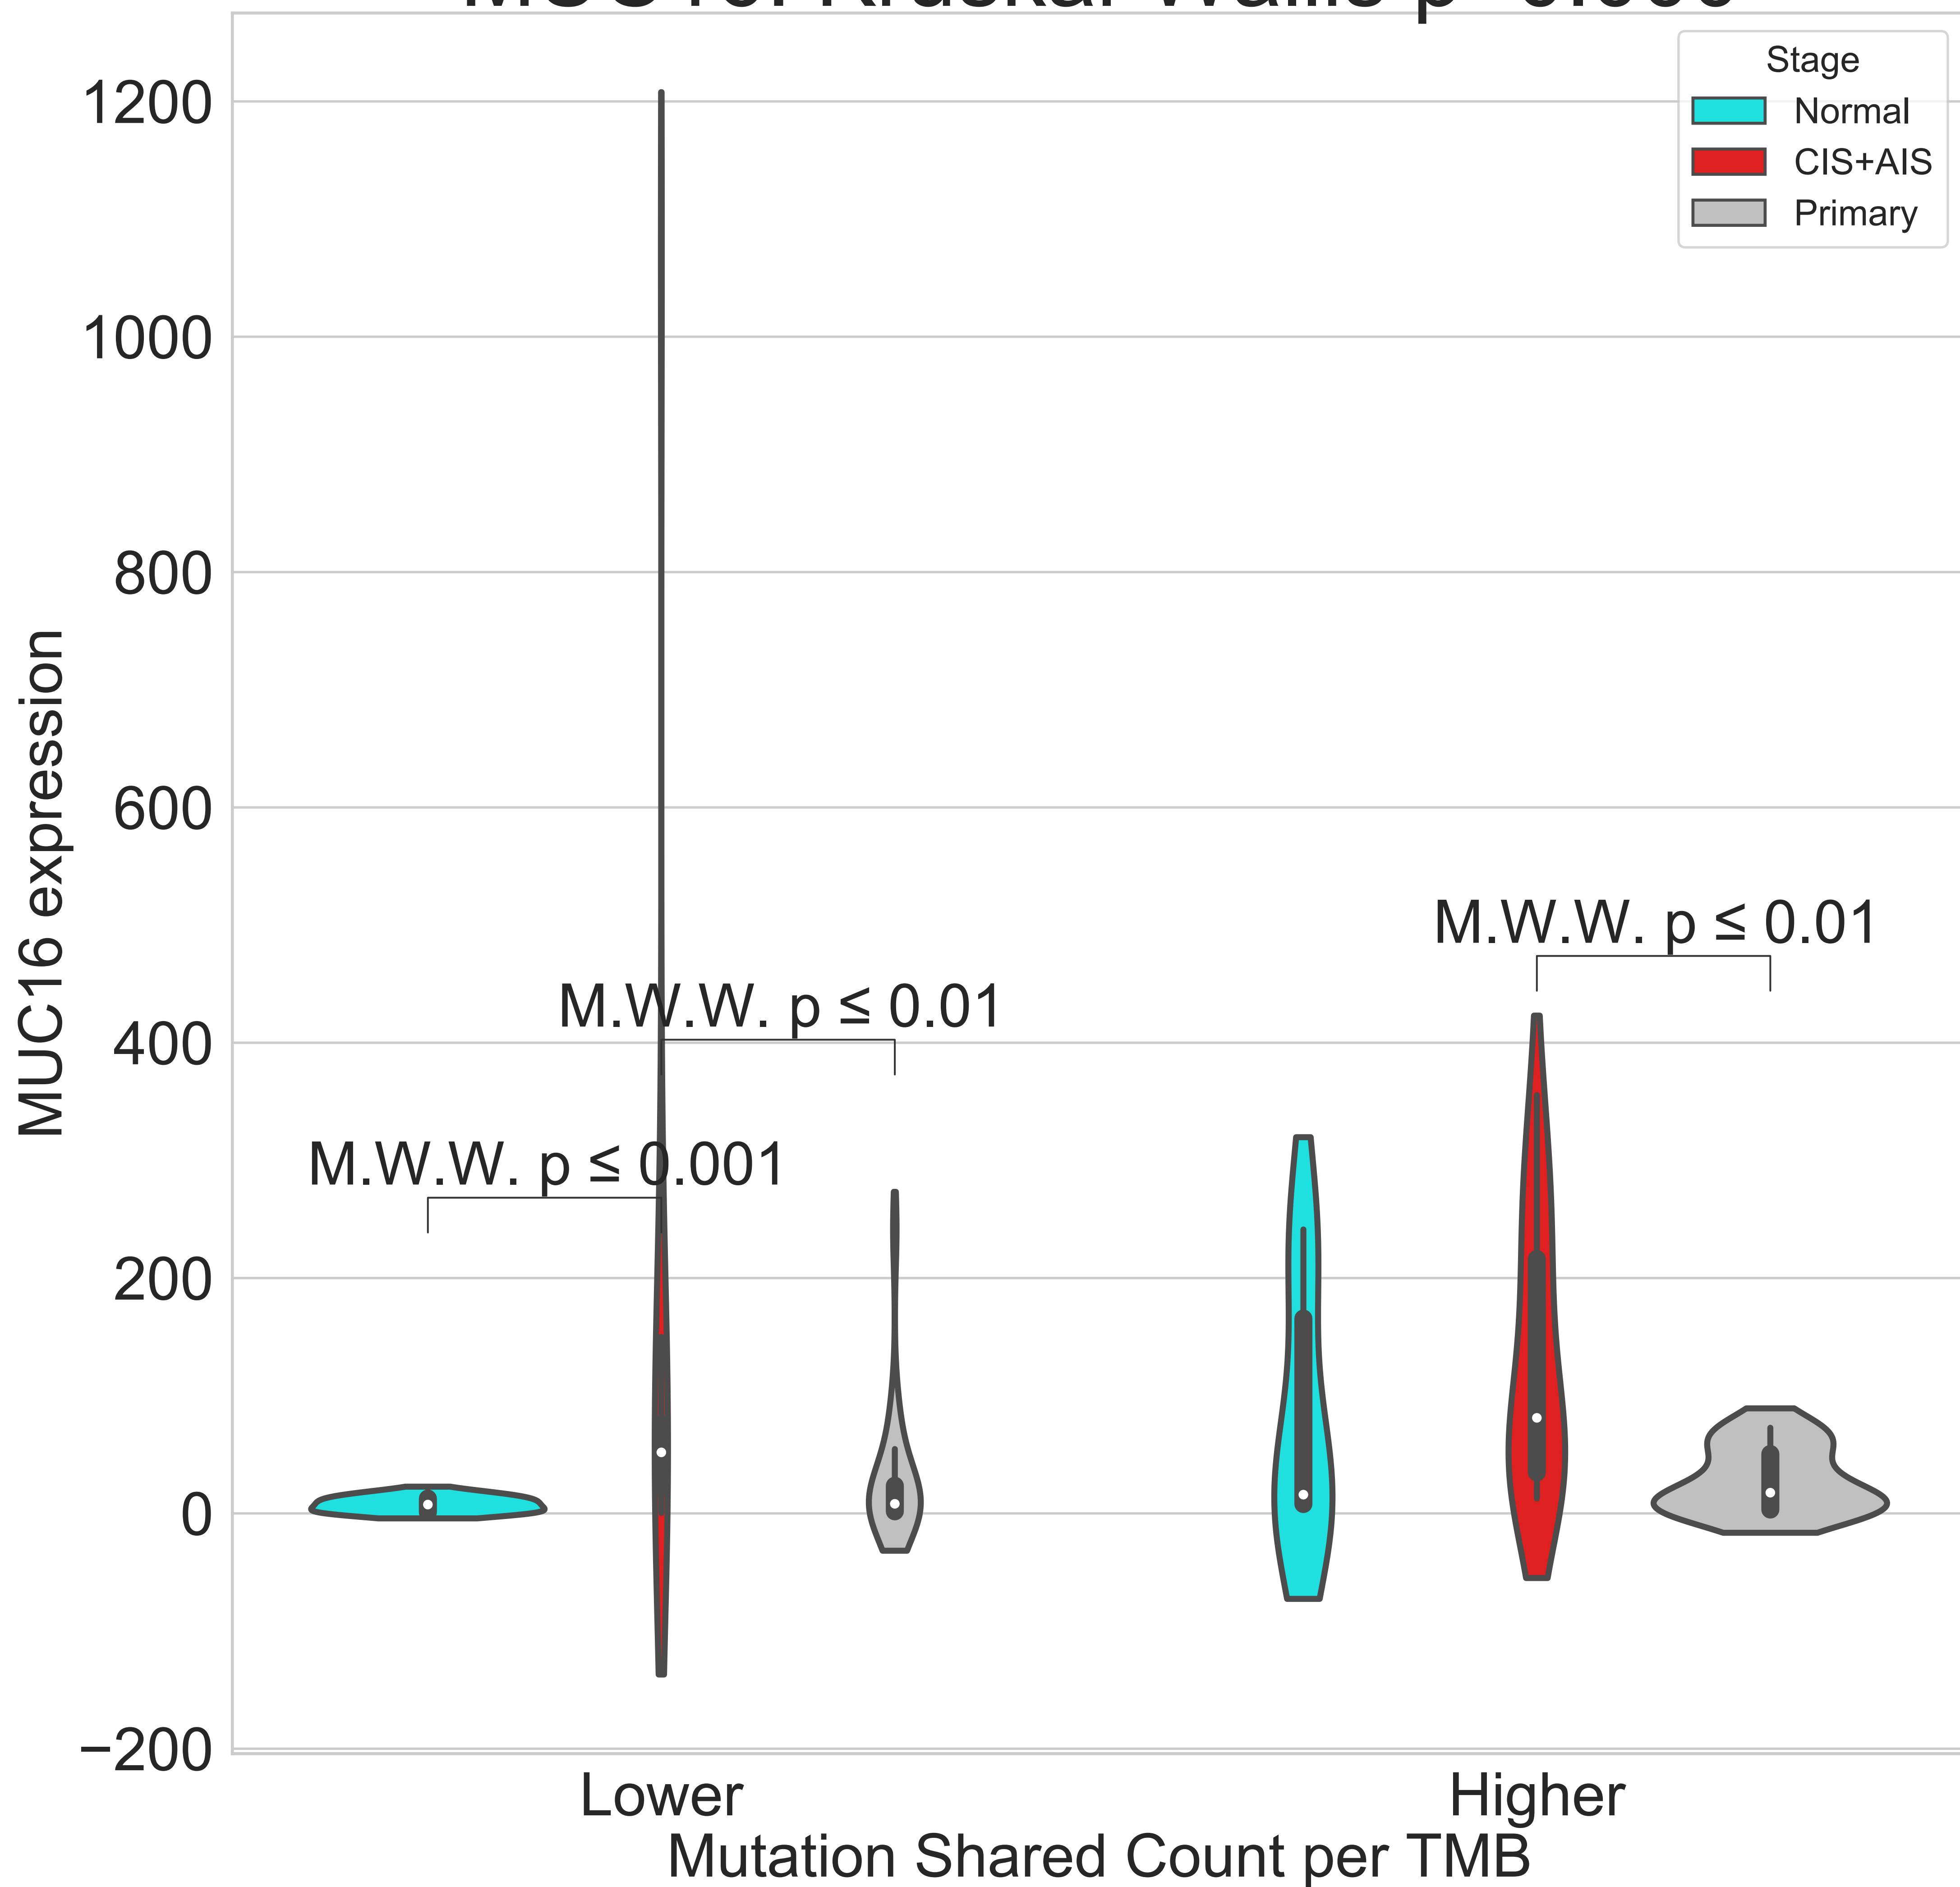 Stage
Normal
CIS+AIS
Primary
1200
1000
800
600
400
200
0
−200
MUC16 expression
M.W.W. p ≤ 0.01
M.W.W. p ≤ 0.01
M.W.W. p ≤ 0.001
Lower
Higher
Mutation Shared Count per TMB